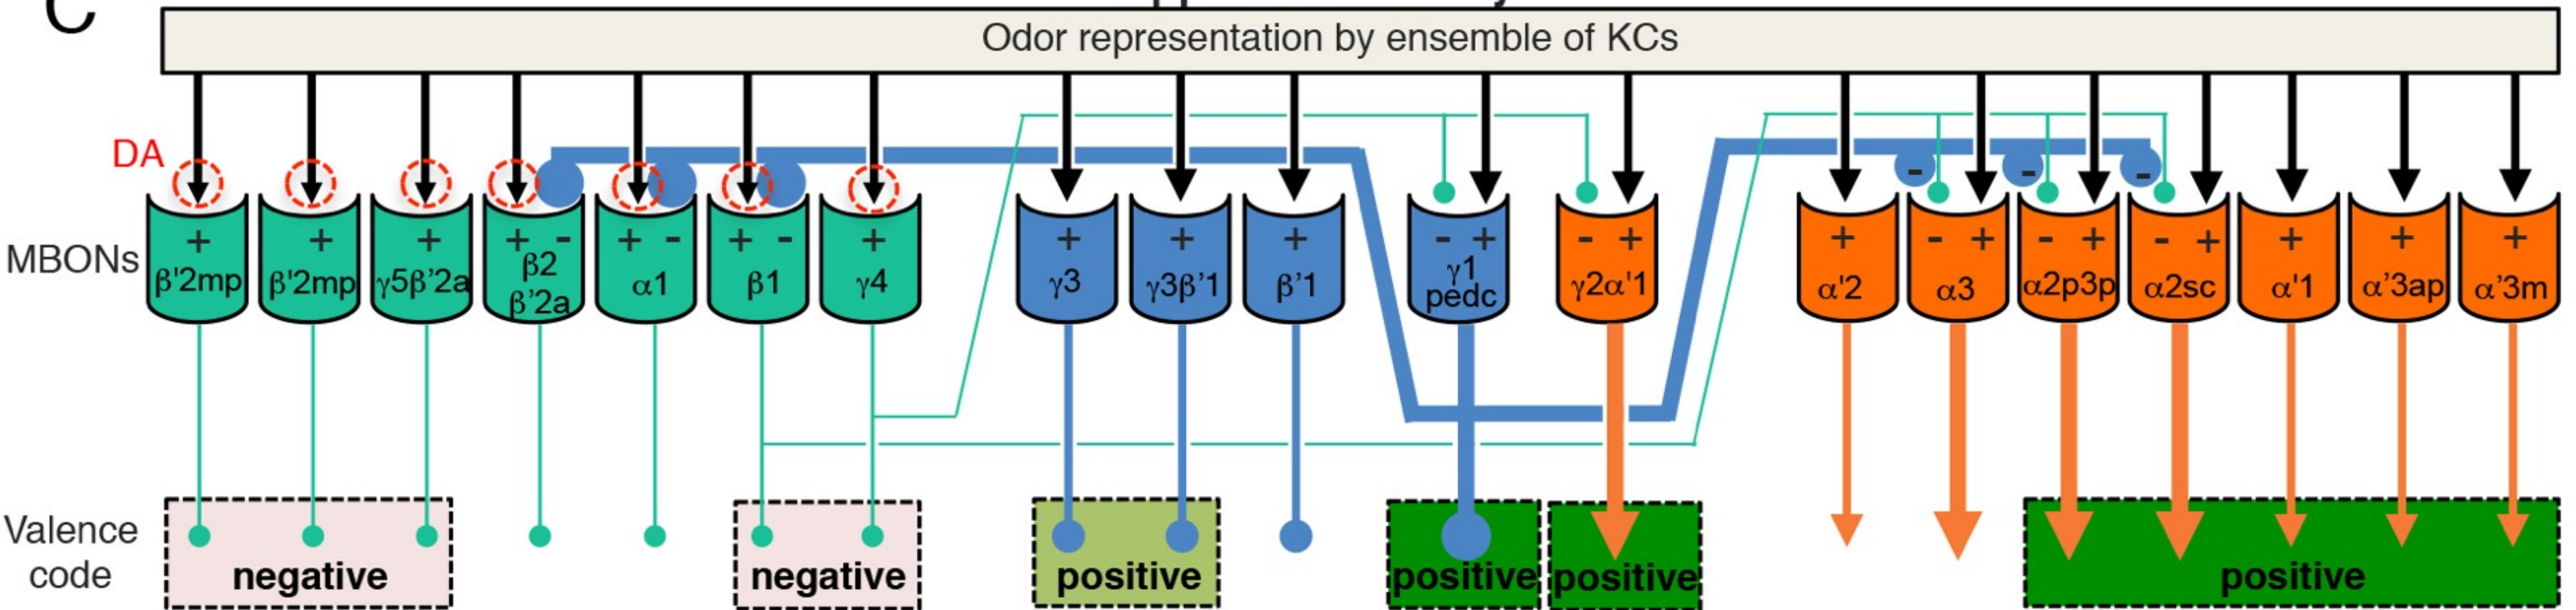 C
Odor representation by ensemble of KCs
DA
- - -
MBONs
+ + + + - + - + - + + + + - + - + + - + - + - + + + +
β'2mp β'2mp γ5β'2a β2 α1 β1 γ4 γ3 γ3β'1 β'1 γ1 γ2α'1 α'2 α3 α2p3p α2sc α'1 α'3ap α'3m
β'2a pedc
Valence
code
negative negative positive positive positive positive